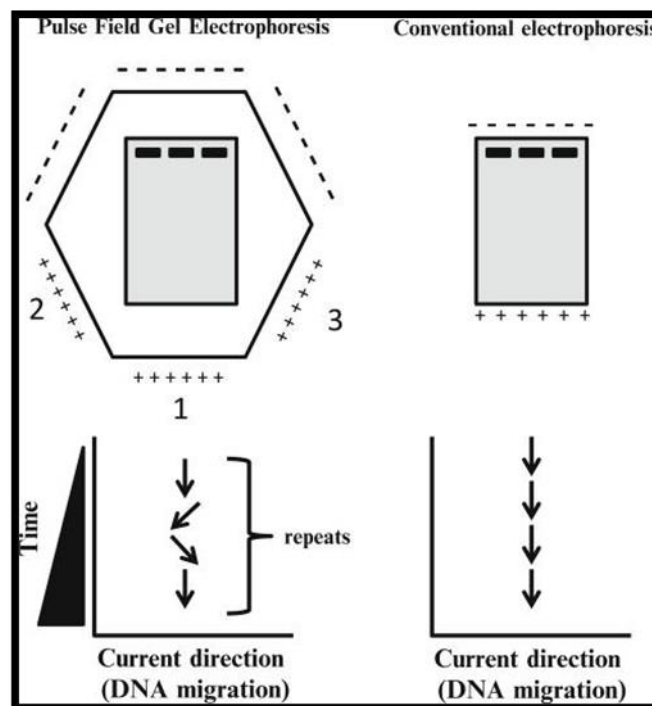 Pulse Field Gel Electrophoresis
Conventional electrophoresis
- - - - - - -
- - - - - - -
2
3
+ + + + + +
+ + + + + +
1
Time
repeats
Current direction
(DNA migration)
Current direction
(DNA migration)